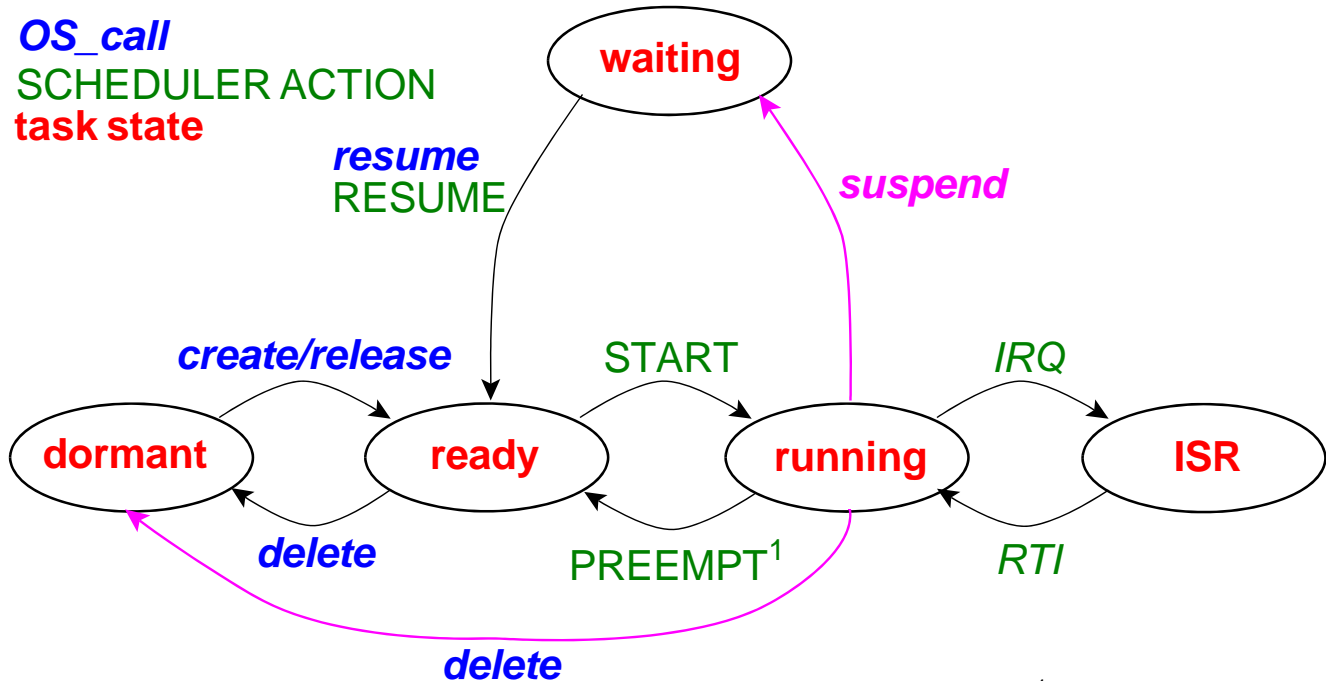 OS_call
SCHEDULER ACTION
task state
waiting
resume
RESUME
suspend
create/release
START
IRQ
dormant
ready
running
ISR
delete
PREEMPT1
RTI
delete